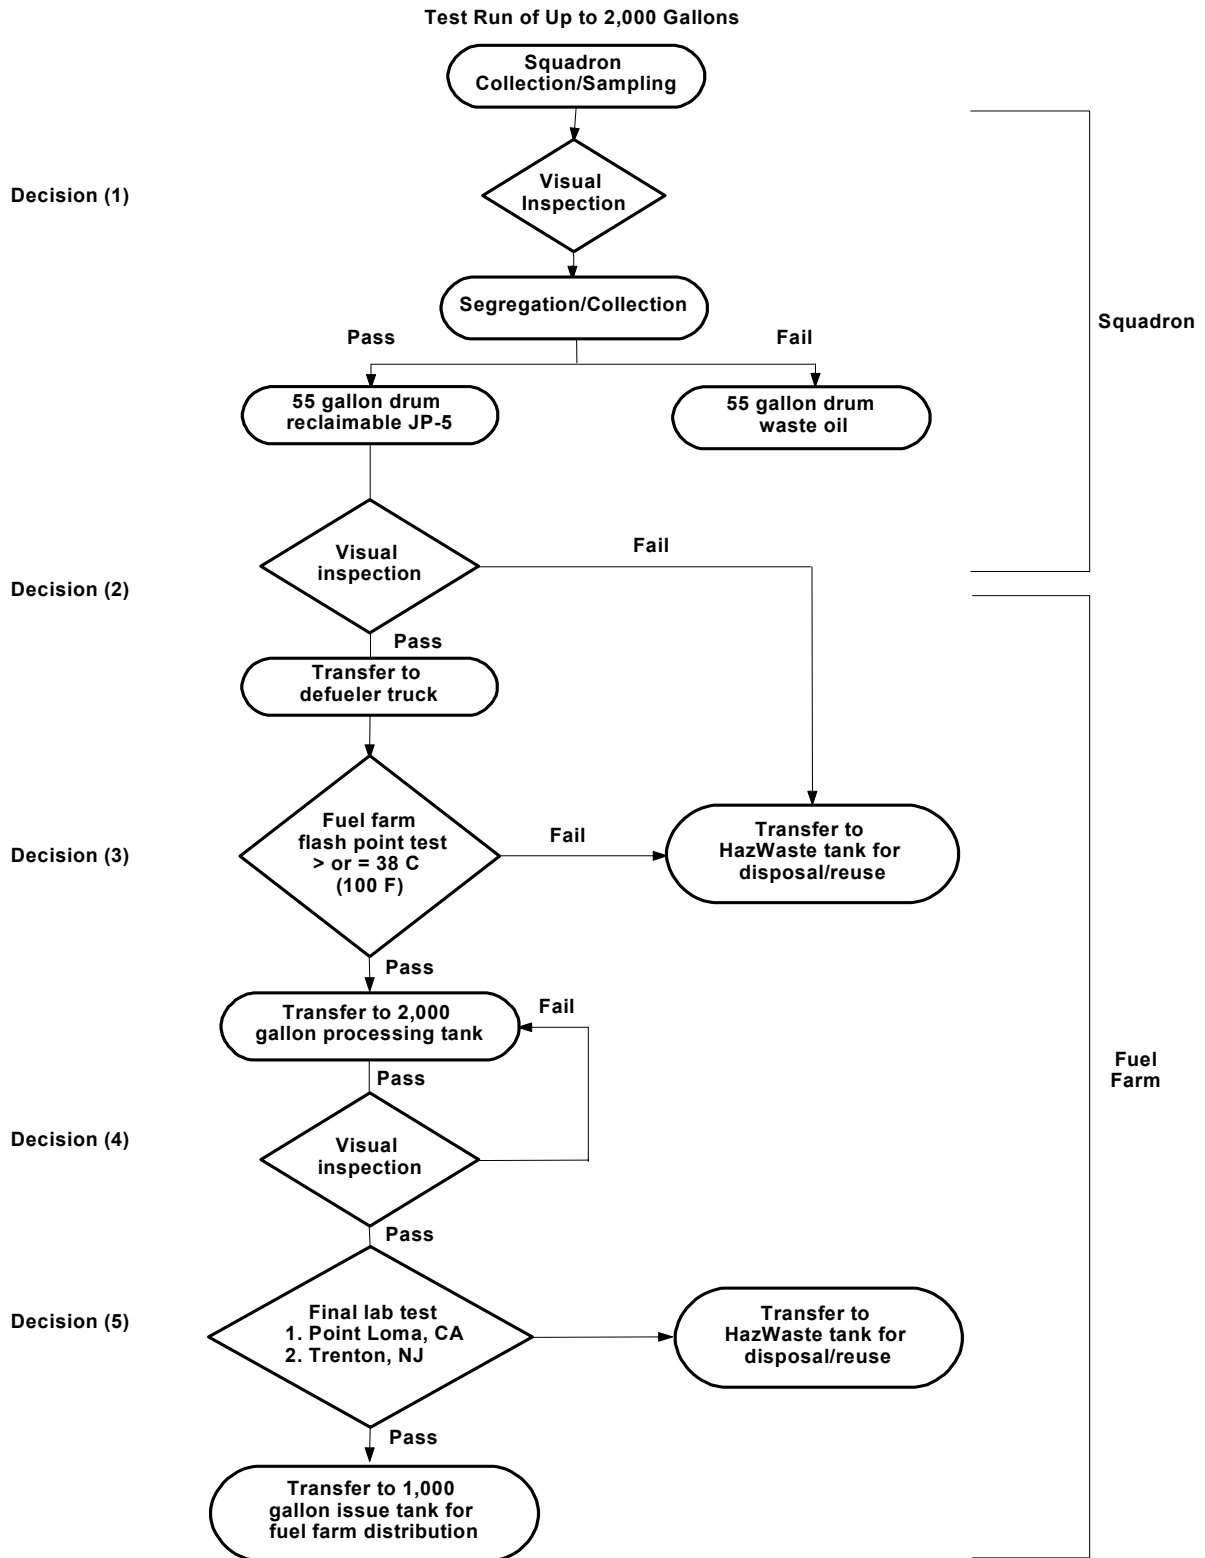 Test Run of Up to 2,000 Gallons
Squadron
Collection/Sampling
Decision (1)
Visual
Inspection
Segregation/Collection
Squadron
Pass
Fail
55 gallon drum
reclaimable JP-5
55 gallon drum
waste oil
Visual
inspection
Fail
Decision (2)
Pass
Transfer to
defueler truck
Decision (3)
Fuel farm
flash point test
> or = 38 C
(100 F)
Fail
Transfer to
HazWaste tank for
disposal/reuse
Pass
Transfer to 2,000
gallon processing tank
Fail
Fuel
Farm
Pass
Decision (4)
Visual
inspection
Pass
Decision (5)
Final lab test
1. Point Loma, CA
2. Trenton, NJ
Transfer to
HazWaste tank for
disposal/reuse
Pass
Transfer to 1,000
gallon issue tank for
fuel farm distribution